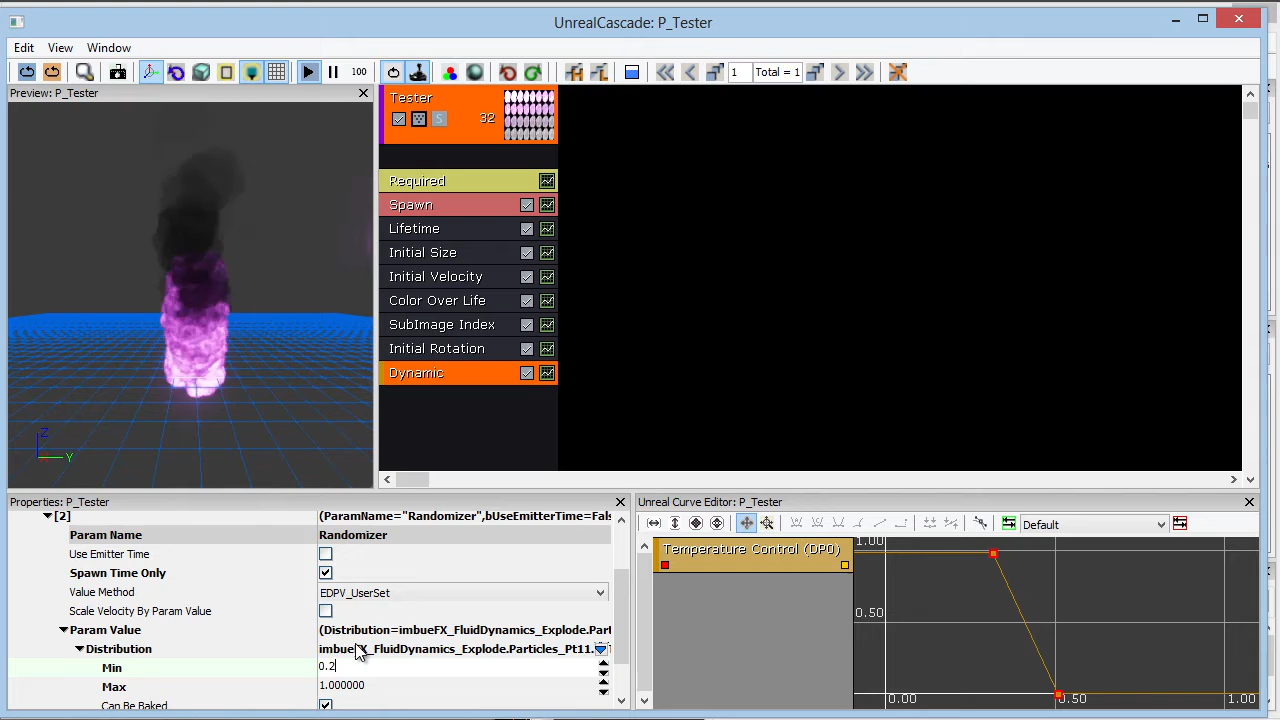 UnrealCascade: P_Tester
Edit View Window
100 1 Total = 1
Preview: P_Tester
Tester
S 32
Required
Spawn
Lifetime
Initial Size
Initial Velocity
Color Over Life
SubImage Index
Initial Rotation
Dynamic
Z
X Y
Properties: P_Tester
[2] (ParamName="Randomizer",bUseEmitterTime=Fals
Param Name Randomizer
Use Emitter Time
Spawn Time Only
Value Method EDPV_UserSet
Scale Velocity By Param Value
Param Value (Distribution=imbueFX_FluidDynamics_Explode.Part
Distribution imbueFX_FluidDynamics_Explode.Particles_Pt11.
Min 0.2
Max 1.000000
Can Be Baked
Unreal Curve Editor: P_Tester
Default
Temperature Control (DP0)
1.00
0.50
0.00 0.50 1.00